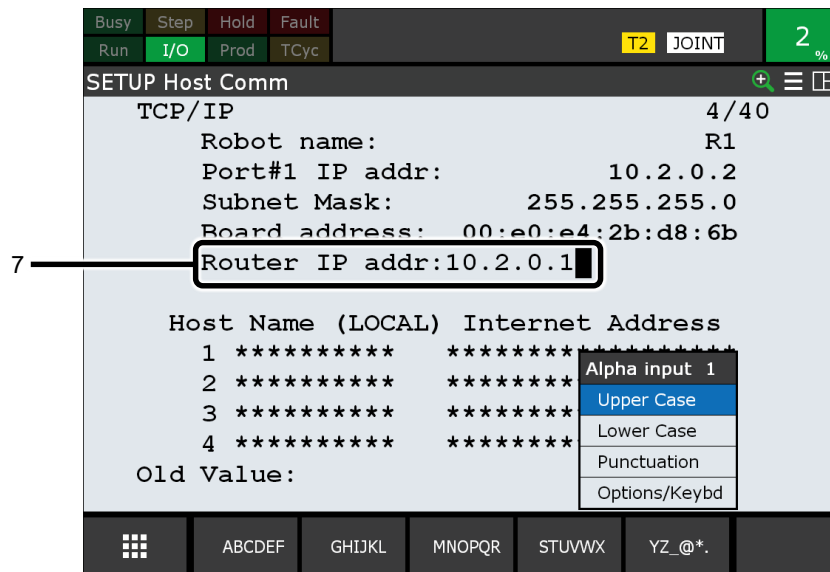 Busy Step Hold Fault
Run I/O Prod TCyc
T2 JOINT 2 %
SETUP Host Comm
TCP/IP 4/40
Robot name: R1
Port#1 IP addr: 10.2.0.2
Subnet Mask: 255.255.255.0
Board address: 00:e0:e4:2b:d8:6b
7 Router IP addr:10.2.0.1
Host Name (LOCAL) Internet Address
1 ********** *******************
2 ********** ********
3 ********** ********
4 ********** ********
Alpha input 1
Upper Case
Lower Case
Punctuation
Options/Keybd
Old Value:
ABCDEF GHIJKL MNOPQR STUVWX YZ_@*.